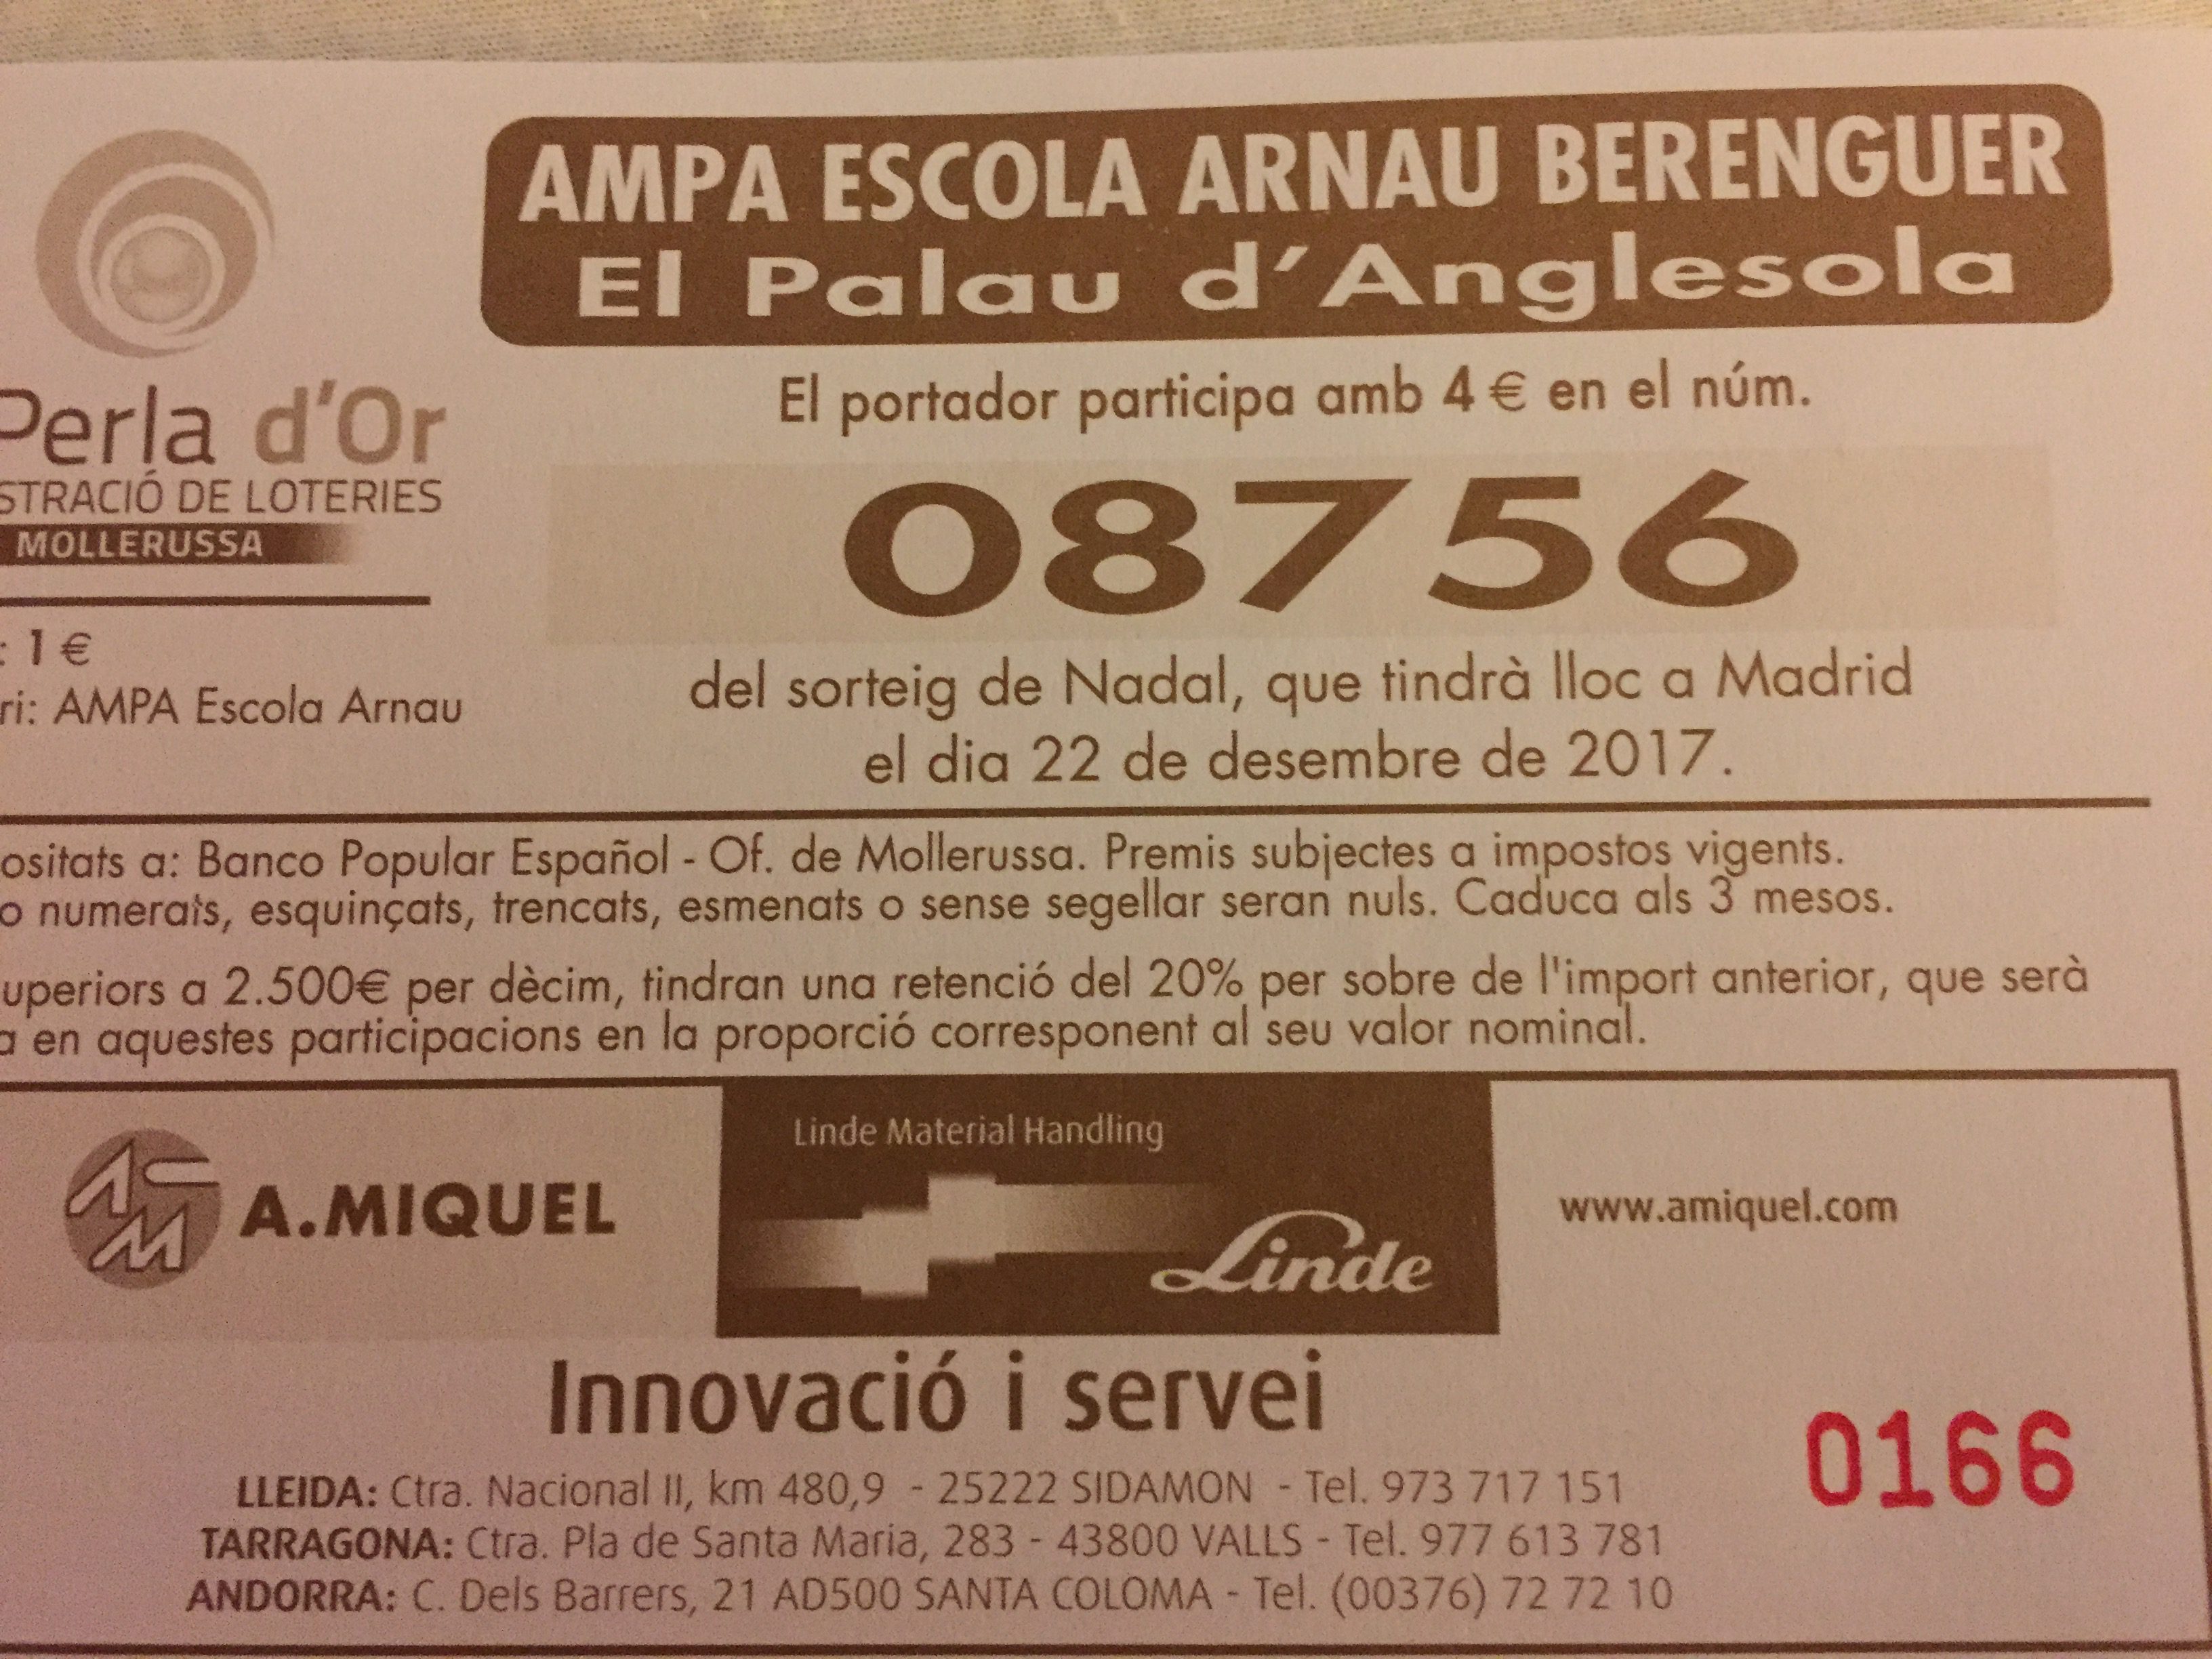 AMPA ESCOLA ARNAU BERENGUER
El Palau d'Anglesola
Perla d'Or
STRACIÓ DE LOTERIES
MOLLERUSSA
: 1 €
ri: AMPA Escola Arnau
El portador participa amb 4 € en el núm.
08756
del sorteig de Nadal, que tindrà lloc a Madrid
el dia 22 de desembre de 2017.
ositats a: Banco Popular Español - Of. de Mollerussa. Premis subjectes a impostos vigents.
o numerats, esquinçats, trencats, esmenats o sense segellar seran nuls. Caduca als 3 mesos.
uperiors a 2.500€ per dècim, tindran una retenció del 20% per sobre de l'import anterior, que serà
a en aquestes participacions en la proporció corresponent al seu valor nominal.
A.MIQUEL
Linde Material Handling
Linde
www.amiquel.com
Innovació i servei
0166
LLEIDA: Ctra. Nacional II, km 480,9 - 25222 SIDAMON - Tel. 973 717 151
TARRAGONA: Ctra. Pla de Santa Maria, 283 - 43800 VALLS - Tel. 977 613 781
ANDORRA: C. Dels Barrers, 21 AD500 SANTA COLOMA - Tel. (00376) 72 72 10